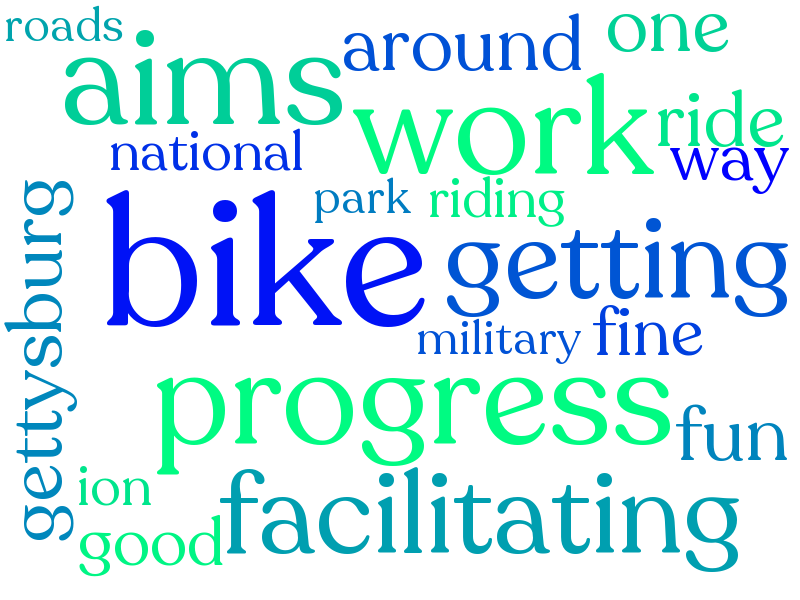 roads
aims
around
one
work
ride
national
way
park
riding
bike
getting
gettysburg
military
fine
progress
fun
ion
facilitating
good